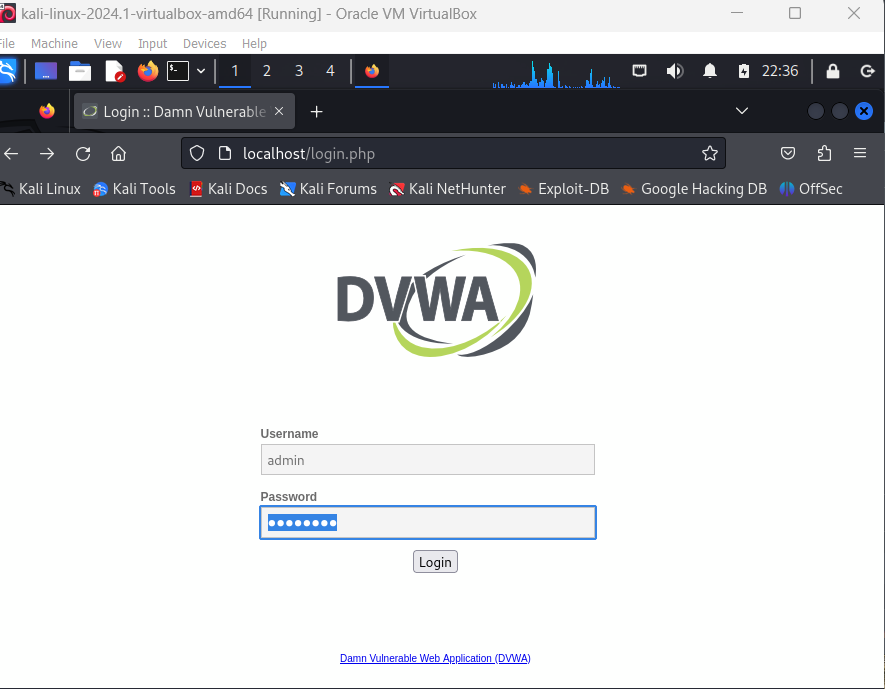 kali-linux-2024.1-virtualbox-amd64 [Running] - Oracle VM VirtualBox
File Machine View Input Devices Help
1 2 3 4 22:36
Login :: Damn Vulnerable
localhost/login.php
Kali Linux Kali Tools Kali Docs Kali Forums Kali NetHunter Exploit-DB Google Hacking DB OffSec
DVWA
Username
admin
Password
••••••••
Login
Damn Vulnerable Web Application (DVWA)